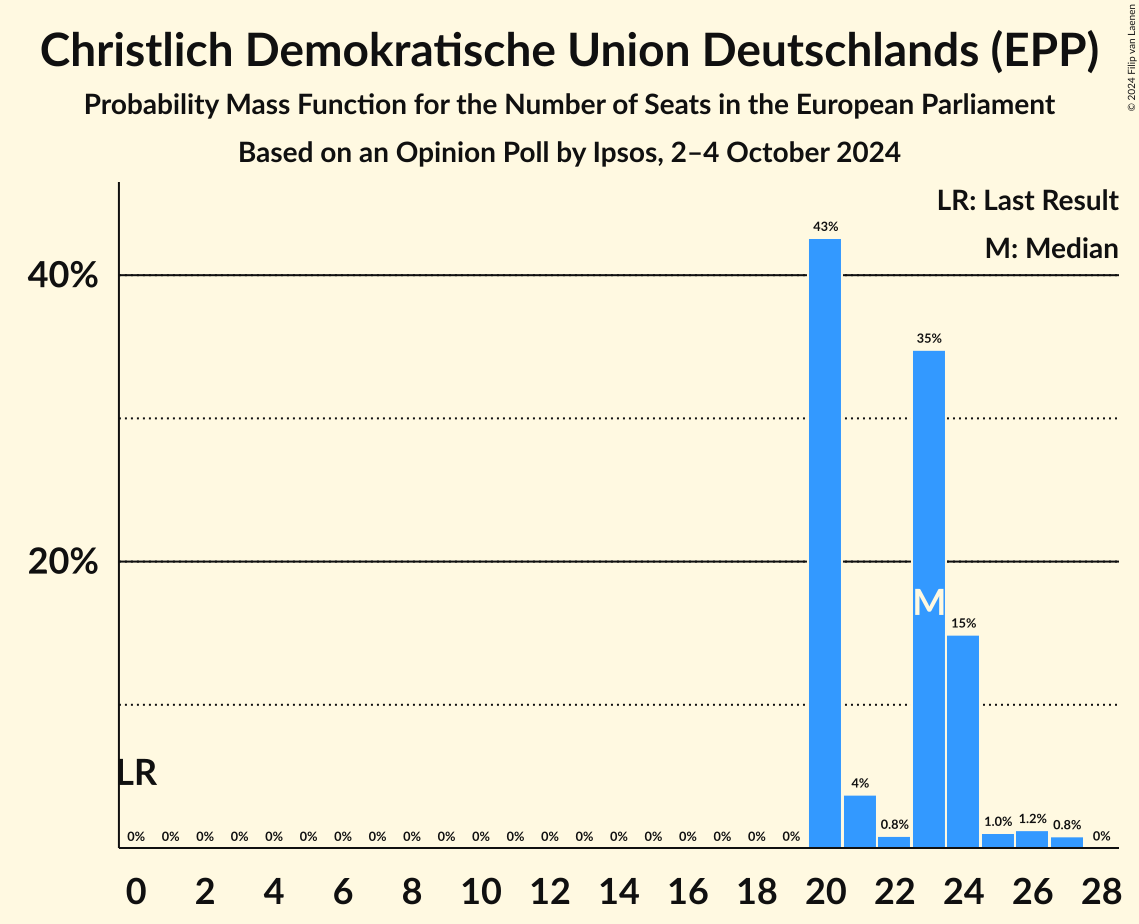 Christlich Demokratische Union Deutschlands (EPP)
Probability Mass Function for the Number of Seats in the European Parliament
Based on an Opinion Poll by Ipsos, 2–4 October 2024
© 2024 Filip van Laenen
LR: Last Result
M: Median
43%
40%
35%
20%
M
15%
LR
4%
0% 0% 0% 0% 0% 0% 0% 0% 0% 0% 0% 0% 0% 0% 0% 0% 0% 0% 0% 0% 0.8% 1.0% 1.2% 0.8% 0%
0 2 4 6 8 10 12 14 16 18 20 22 24 26 28